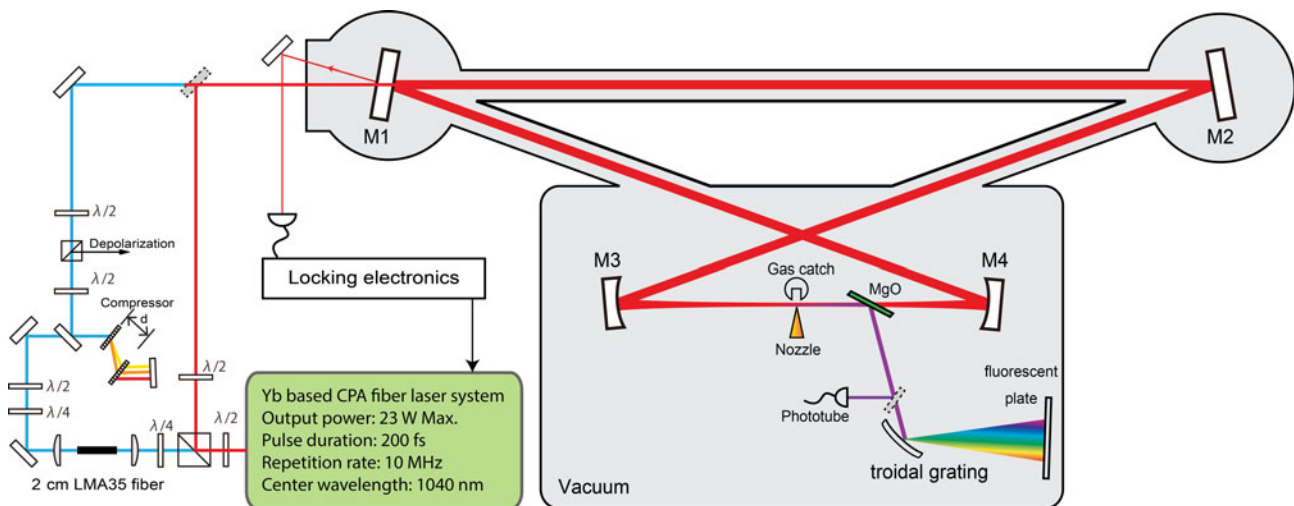 M1
M2
λ/2
Depolarization
λ/2
Locking electronics
M3
Gas catch
M4
MgO
Nozzle
Compressor
d
λ/2
λ/2
λ/4
λ/4
λ/2
2 cm LMA35 fiber
Yb based CPA fiber laser system
Output power: 23 W Max.
Pulse duration: 200 fs
Repetition rate: 10 MHz
Center wavelength: 1040 nm
Phototube
fluorescent
plate
troidal grating
Vacuum